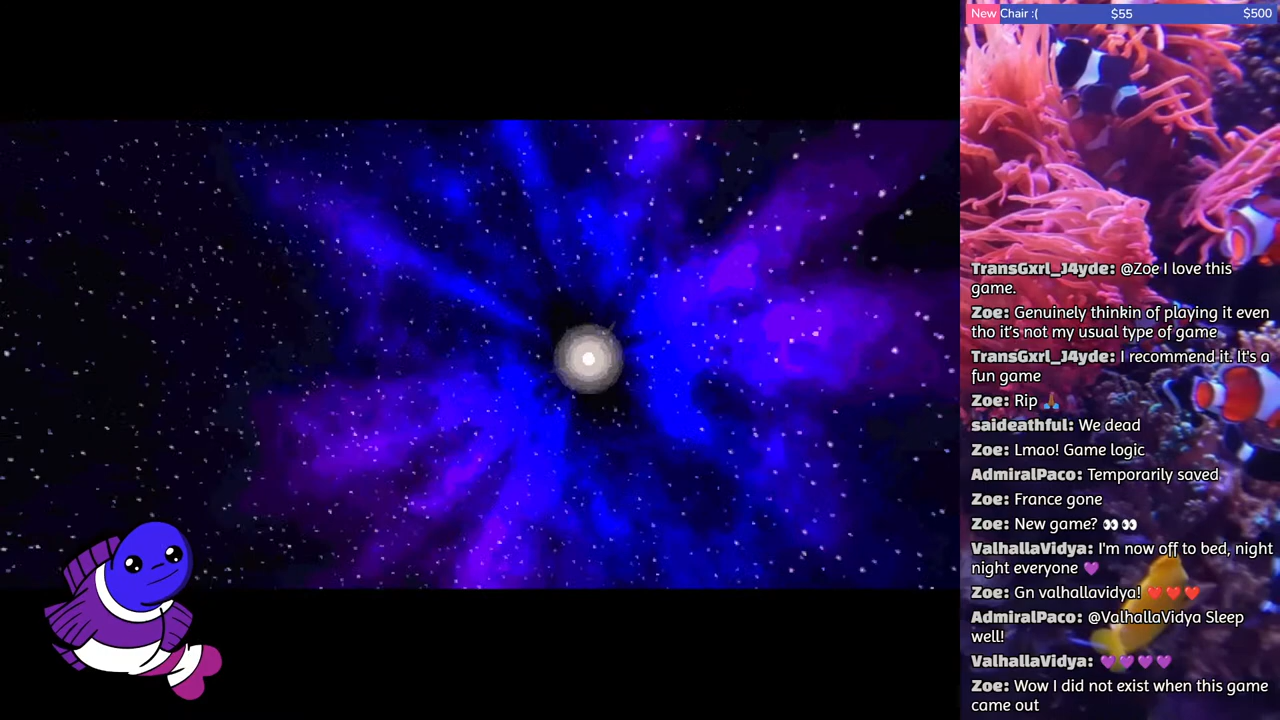 New Chair :( $55 $500
TransGxrl_J4yde: @Zoe I love this
game.
Zoe: Genuinely thinkin of playing it even
tho it's not my usual type of game
TransGxrl_J4yde: I recommend it. It's a
fun game
Zoe: Rip 🙏🏾
saideathful: We dead
Zoe: Lmao! Game logic
AdmiralPaco: Temporarily saved
Zoe: France gone
Zoe: New game? 👀👀
ValhallaVidya: I'm now off to bed, night
night everyone 💜
Zoe: Gn valhallavidya! ❤️❤️❤️
AdmiralPaco: @ValhallaVidya Sleep
well!
ValhallaVidya: 💜💜💜💜
Zoe: Wow I did not exist when this game
came out